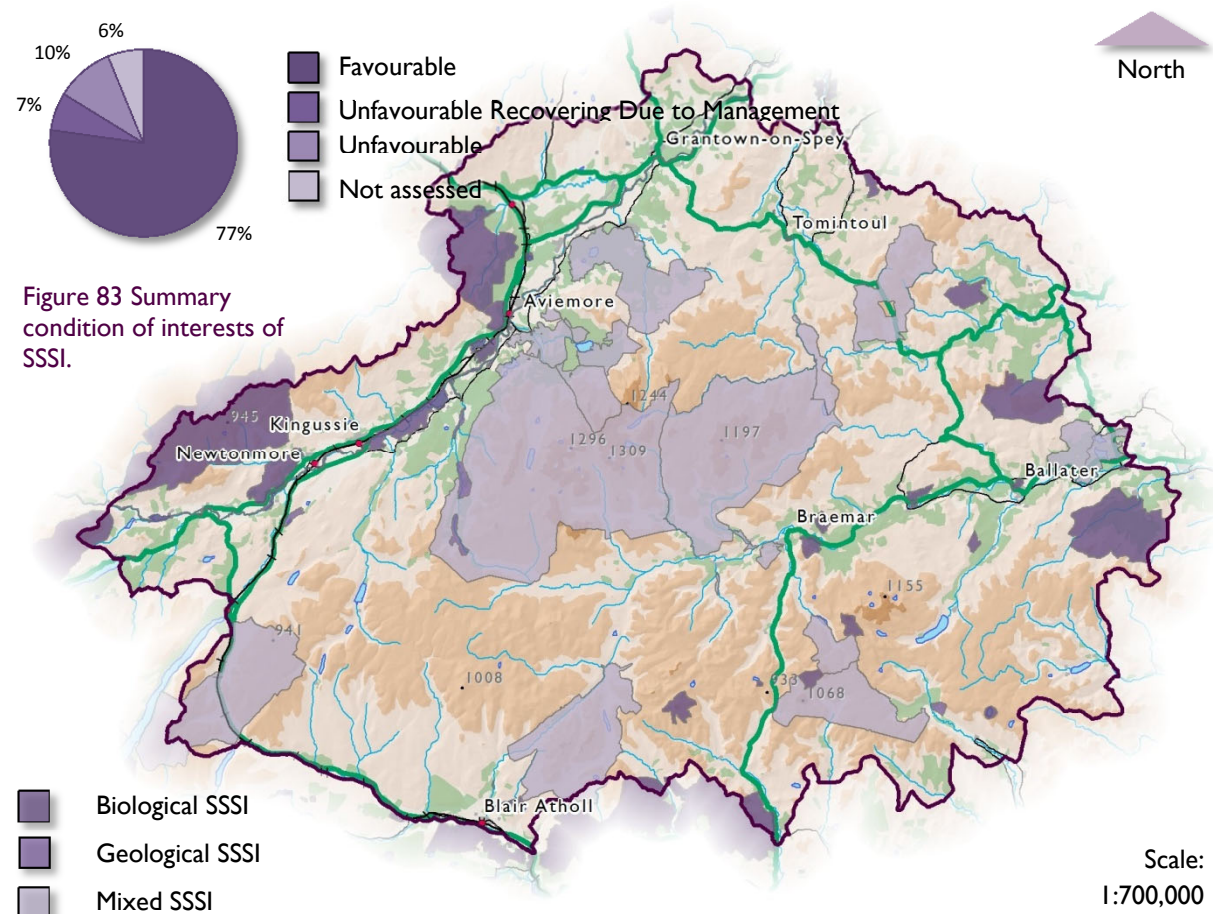 6%
10%
7%
77%
Favourable
Unfavourable Recovering Due to Management
Unfavourable
Not assessed
North
Figure 83 Summary
condition of interests of
SSSI.
Grantown-on-Spey
Tomintoul
Aviemore
1244
945
Kingussie
1296
1309
1197
Newtonmore
Ballater
Braemar
1155
941
1008
933
1068
Blair Atholl
Biological SSSI
Geological SSSI
Mixed SSSI
Scale:
1:700,000